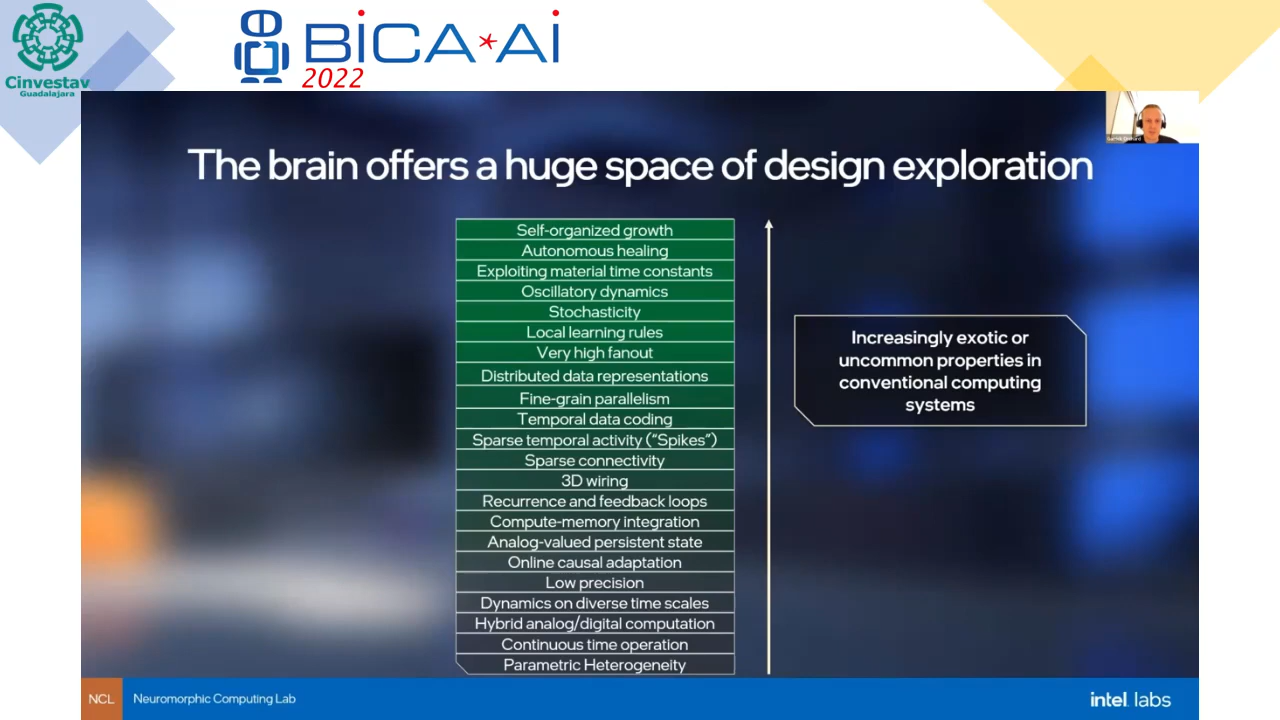 Cinvestav
Guadalajara
BiCA*Ai
2022
The brain offers a huge space of design exploration
Self-organized growth
Autonomous healing
Exploiting material time constants
Oscillatory dynamics
Stochasticity
Local learning rules
Very high fanout
Distributed data representations
Fine-grain parallelism
Temporal data coding
Sparse temporal activity (“Spikes”)
Sparse connectivity
3D wiring
Recurrence and feedback loops
Compute-memory integration
Analog-valued persistent state
Online causal adaptation
Low precision
Dynamics on diverse time scales
Hybrid analog/digital computation
Continuous time operation
Parametric Heterogeneity
Increasingly exotic or
uncommon properties in
conventional computing
systems
NCL
Neuromorphic Computing Lab
intel. labs